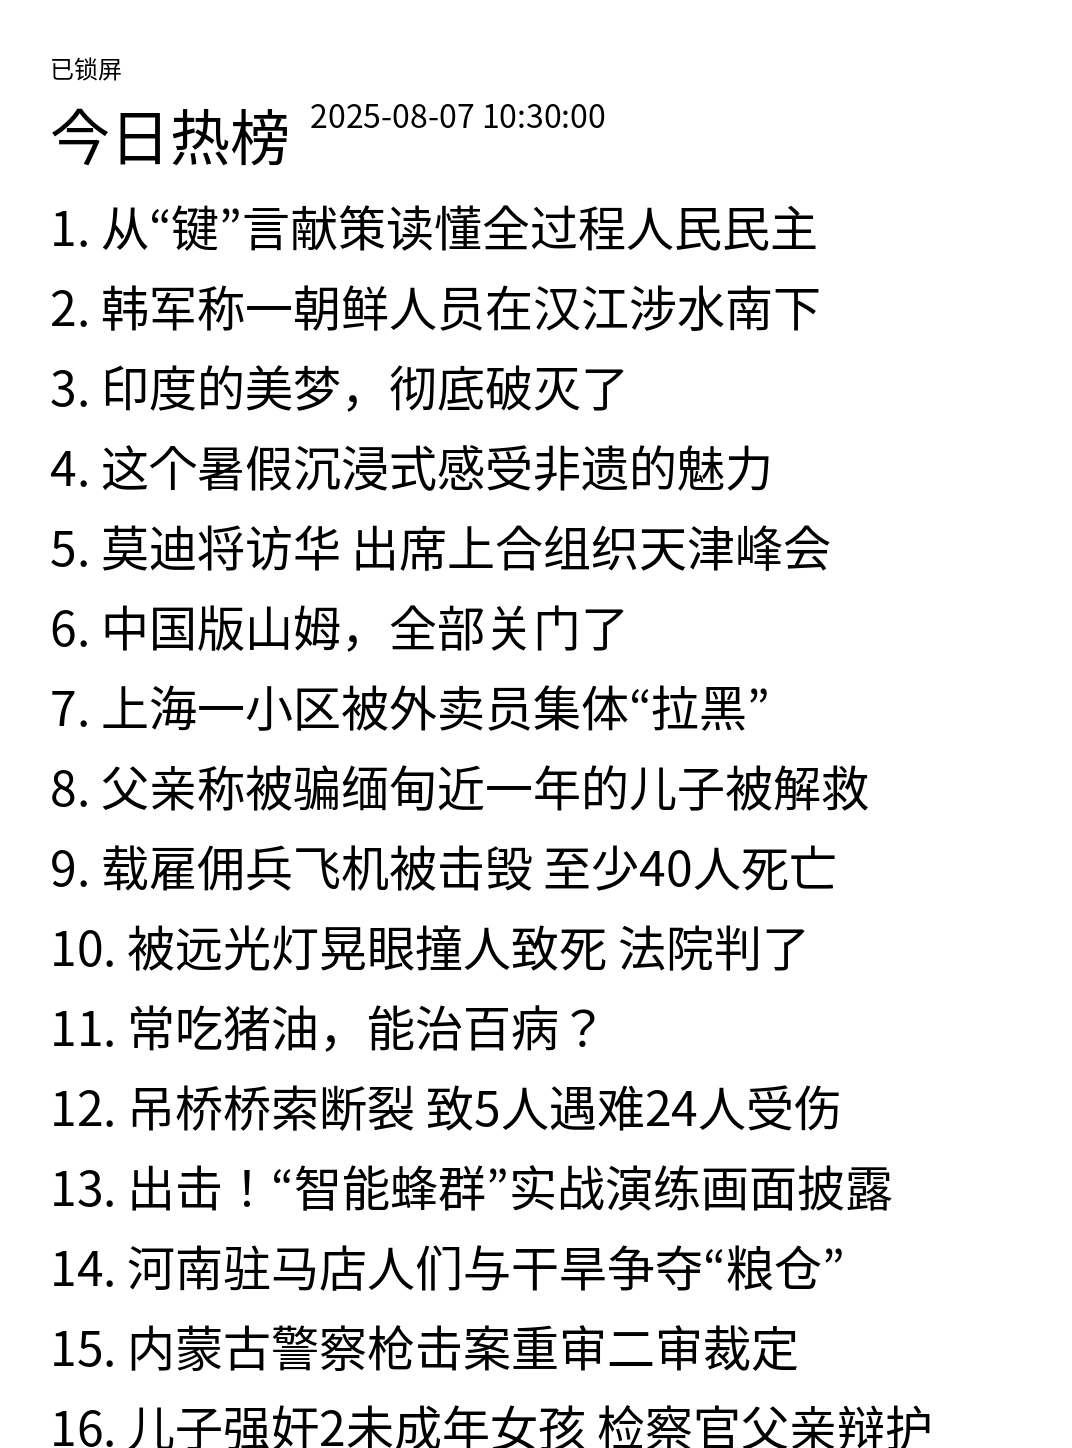 已锁屏
今日热榜 2025-08-07 10:30:00
1. 从“键”言献策读懂全过程人民民主
2. 韩军称一朝鲜人员在汉江涉水南下
3. 印度的美梦，彻底破灭了
4. 这个暑假沉浸式感受非遗的魅力
5. 莫迪将访华 出席上合组织天津峰会
6. 中国版山姆，全部关门了
7. 上海一小区被外卖员集体“拉黑”
8. 父亲称被骗缅甸近一年的儿子被解救
9. 载雇佣兵飞机被击毁 至少40人死亡
10. 被远光灯晃眼撞人致死 法院判了
11. 常吃猪油，能治百病？
12. 吊桥桥索断裂 致5人遇难24人受伤
13. 出击！“智能蜂群”实战演练画面披露
14. 河南驻马店人们与干旱争夺“粮仓”
15. 内蒙古警察枪击案重审二审裁定
16. 儿子强奸2未成年女孩 检察官父亲辩护